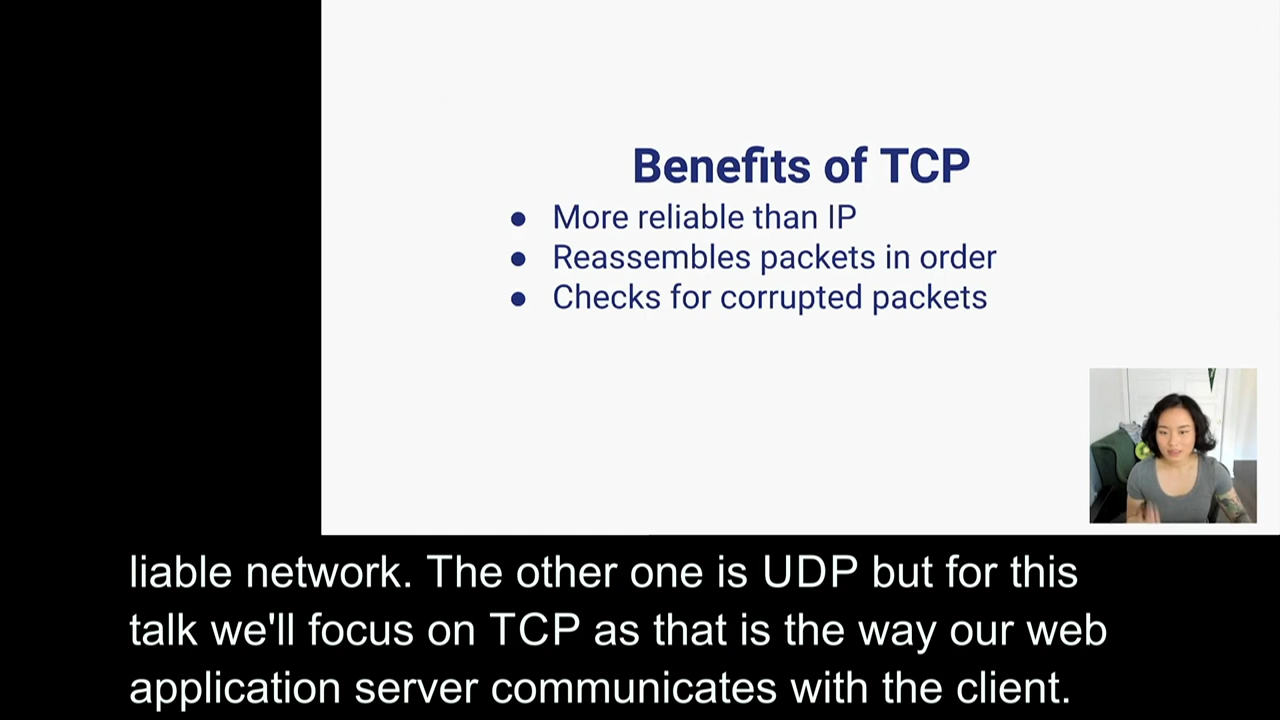 Benefits of TCP
● More reliable than IP
● Reassembles packets in order
● Checks for corrupted packets
liable network. The other one is UDP but for this
talk we'll focus on TCP as that is the way our web
application server communicates with the client.